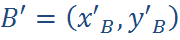 B′ = (x′_B, y′_B)